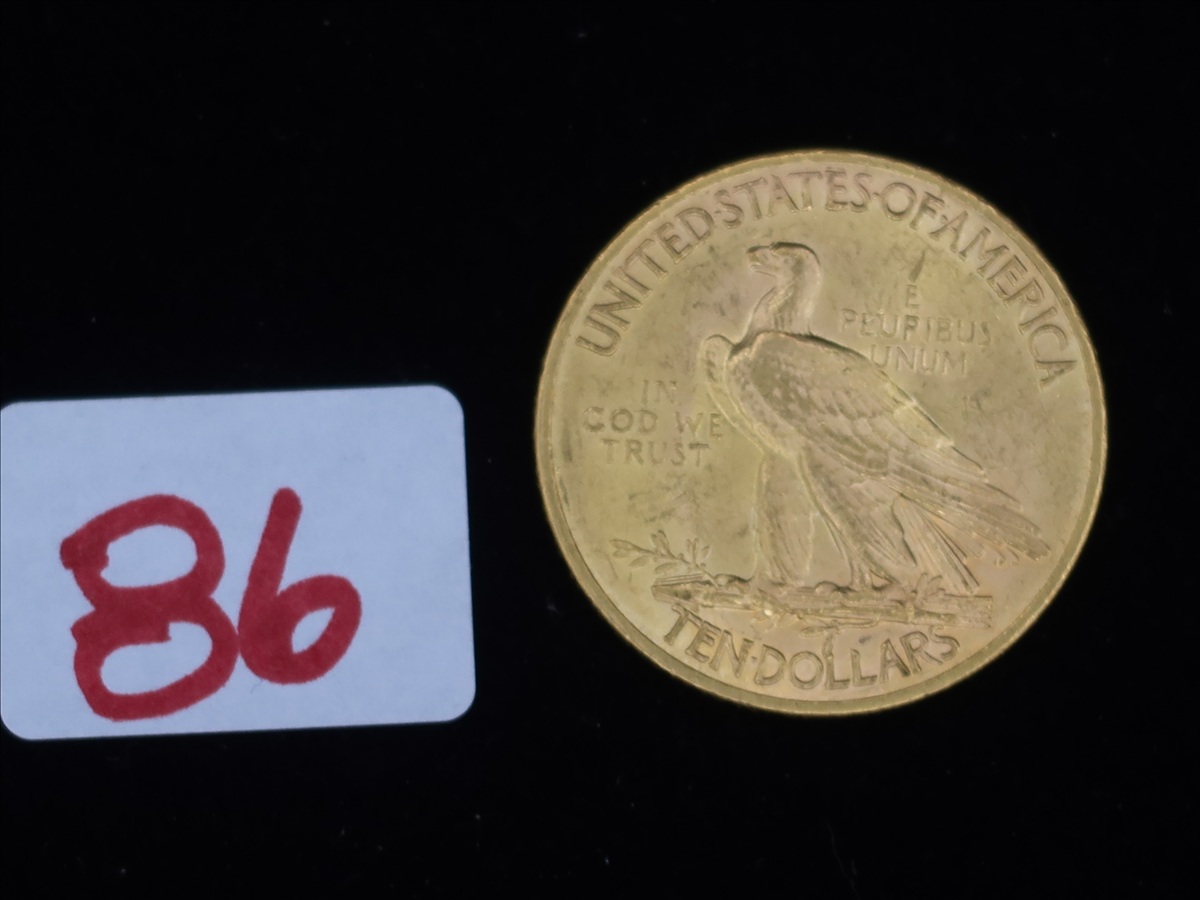 UNITED·STATES·OF·AMERICA
E
PLURIBUS
UNUM
IN
GOD WE
TRUST
TEN·DOLLARS
86